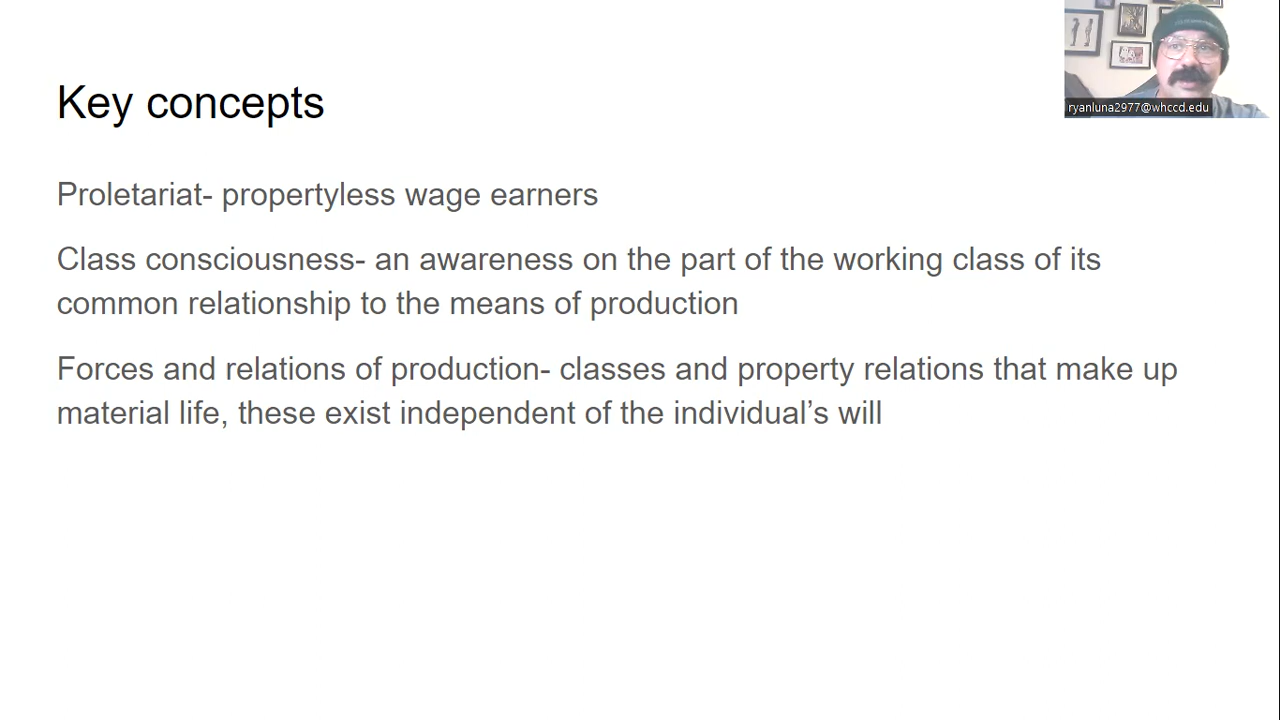 Key concepts
ryanluna2977@whccd.edu
Proletariat- propertyless wage earners
Class consciousness- an awareness on the part of the working class of its
common relationship to the means of production
Forces and relations of production- classes and property relations that make up
material life, these exist independent of the individual’s will